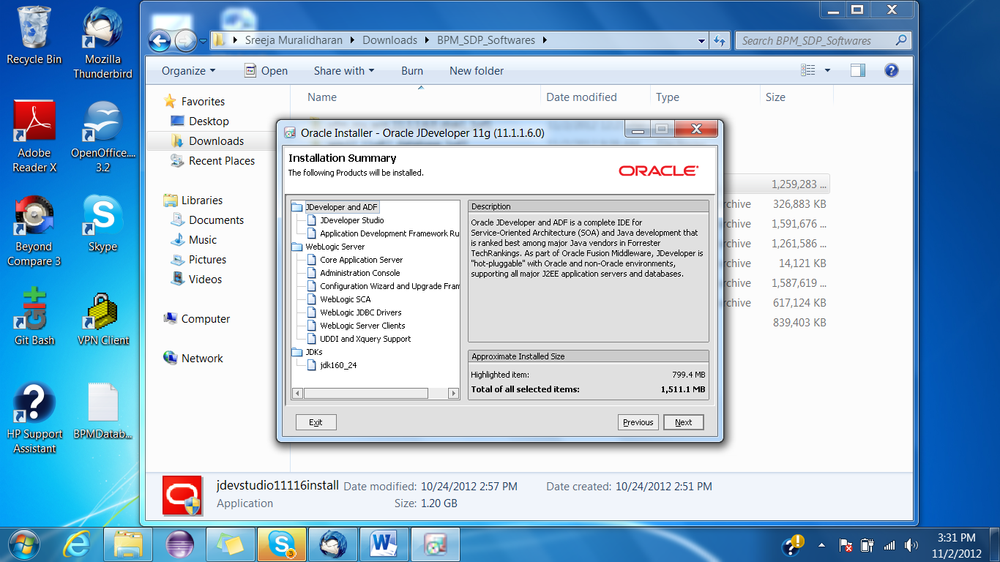 Recycle Bin
Mozilla
Thunderbird
Adobe
Reader X
OpenOffice....
3.2
Beyond
Compare 3
Skype
Git Bash
VPN Client
HP Support
Assistant
BPMDatab...
Sreeja Muralidharan
Downloads
BPM_SDP_Softwares
Search BPM_SDP_Softwares
Organize
Open
Share with
Burn
New folder
Favorites
Desktop
Downloads
Recent Places
Libraries
Documents
Music
Pictures
Videos
Computer
Network
Name
Date modified
Type
Size
1,259,283 ...
rchive 326,883 KB
rchive 1,591,676 ...
rchive 1,261,586 ...
rchive 14,121 KB
rchive 1,587,619 ...
rchive 617,124 KB
839,403 KB
Oracle Installer - Oracle JDeveloper 11g (11.1.1.6.0)
Installation Summary
The following Products will be installed.
ORACLE
JDeveloper and ADF
JDeveloper Studio
Application Development Framework Ru
WebLogic Server
Core Application Server
Administration Console
Configuration Wizard and Upgrade Fram
WebLogic SCA
WebLogic JDBC Drivers
WebLogic Server Clients
UDDI and Xquery Support
JDKs
jdk160_24
Description
Oracle JDeveloper and ADF is a complete IDE for
Service-Oriented Architecture (SOA) and Java development that
is ranked best among major Java vendors in Forrester
TechRankings. As part of Oracle Fusion Middleware, JDeveloper is
"hot-pluggable" with Oracle and non-Oracle environments,
supporting all major J2EE application servers and databases.
Approximate Installed Size
Highlighted item: 799.4 MB
Total of all selected items: 1,511.1 MB
Exit
Previous
Next
jdevstudio11116install Date modified: 10/24/2012 2:57 PM Date created: 10/24/2012 2:51 PM
Application Size: 1.20 GB
3:31 PM
11/2/2012